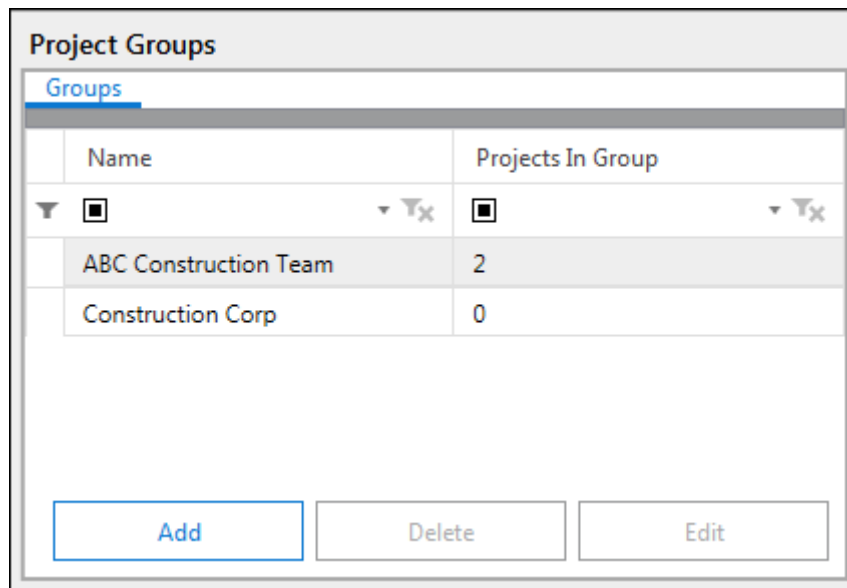 Project Groups
Groups
Name Projects In Group
ABC Construction Team 2
Construction Corp 0
Add Delete Edit